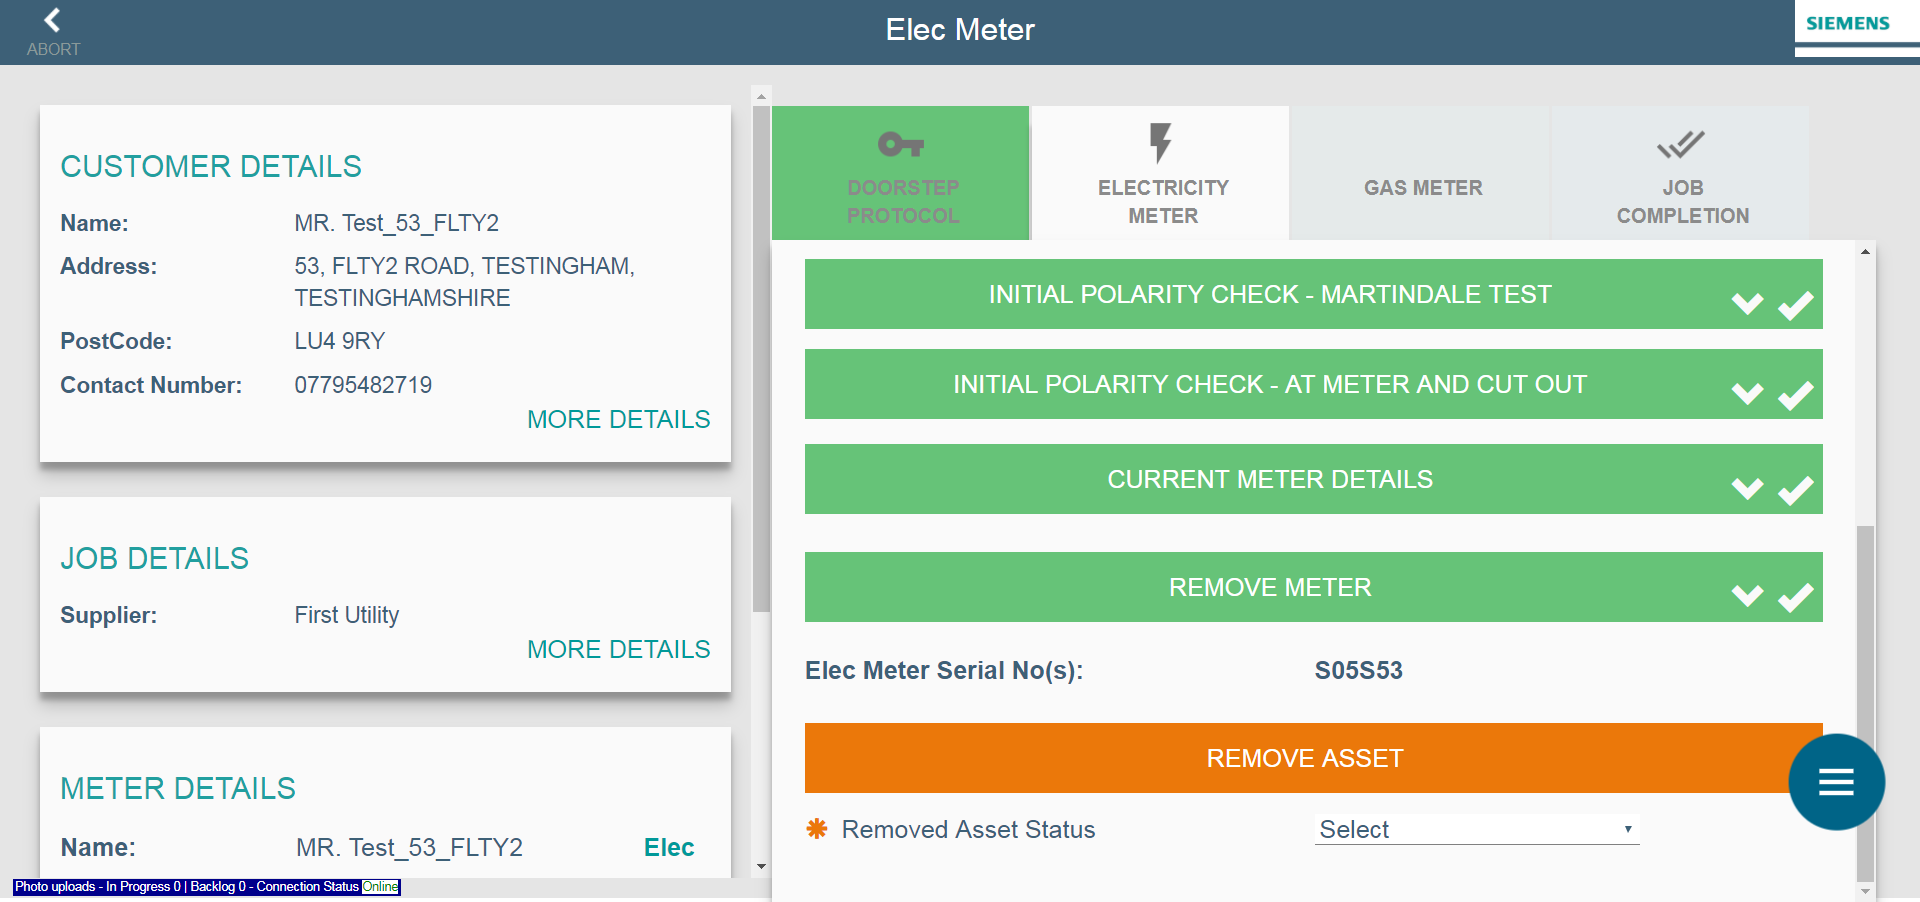 ABORT
Elec Meter
SIEMENS
CUSTOMER DETAILS
Name: MR. Test_53_FLTY2
Address: 53, FLTY2 ROAD, TESTINGHAM,
TESTINGHAMSHIRE
PostCode: LU4 9RY
Contact Number: 07795482719
MORE DETAILS
JOB DETAILS
Supplier: First Utility
MORE DETAILS
METER DETAILS
Name: MR. Test_53_FLTY2 Elec
Photo uploads - In Progress 0 | Backlog 0 - Connection Status Online
DOORSTEP
PROTOCOL
ELECTRICITY
METER
GAS METER
JOB
COMPLETION
INITIAL POLARITY CHECK - MARTINDALE TEST
INITIAL POLARITY CHECK - AT METER AND CUT OUT
CURRENT METER DETAILS
REMOVE METER
Elec Meter Serial No(s): S05S53
REMOVE ASSET
✱ Removed Asset Status Select